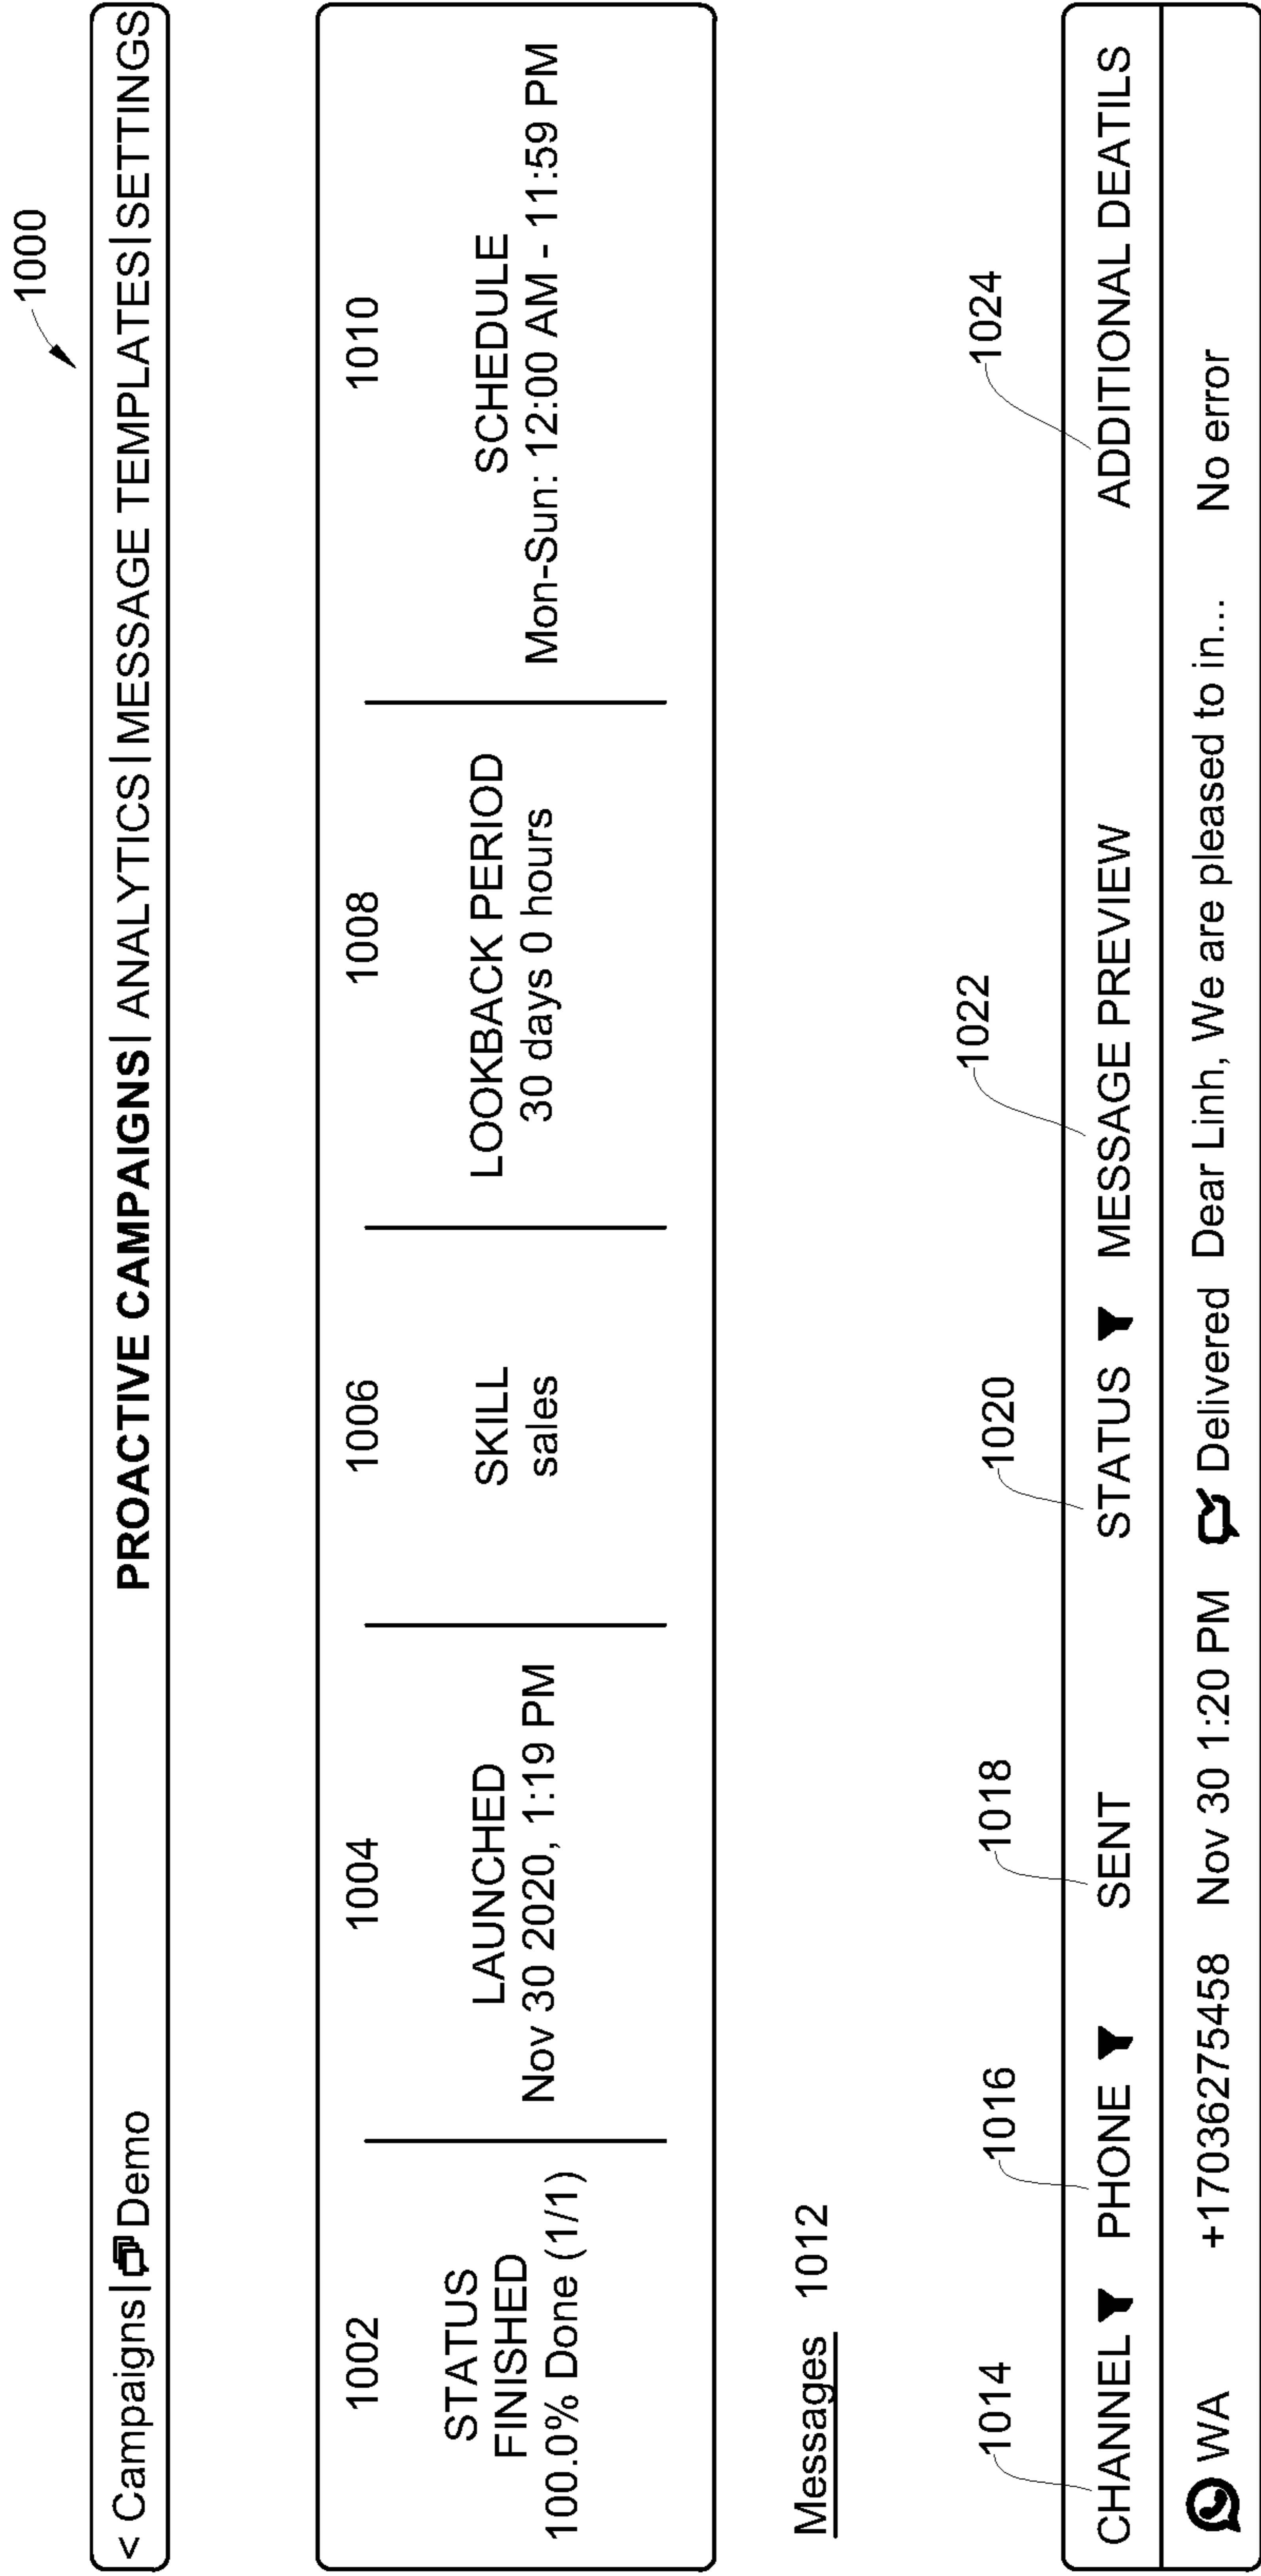 1000
< Campaigns| Demo PROACTIVE CAMPAIGNS| ANALYTICS|MESSAGE TEMPLATES|SETTINGS
1002 1004 1006 1008 1010
STATUS LAUNCHED SKILL LOOKBACK PERIOD SCHEDULE
FINISHED Nov 30 2020, 1:19 PM sales 30 days 0 hours Mon-Sun: 12:00 AM - 11:59 PM
100.0% Done (1/1)
Messages 1012
1014 1016 1018 1020 1022 1024
CHANNEL PHONE SENT STATUS MESSAGE PREVIEW ADDITIONAL DEATILS
WA +17036275458 Nov 30 1:20 PM Delivered Dear Linh, We are pleased to in... No error